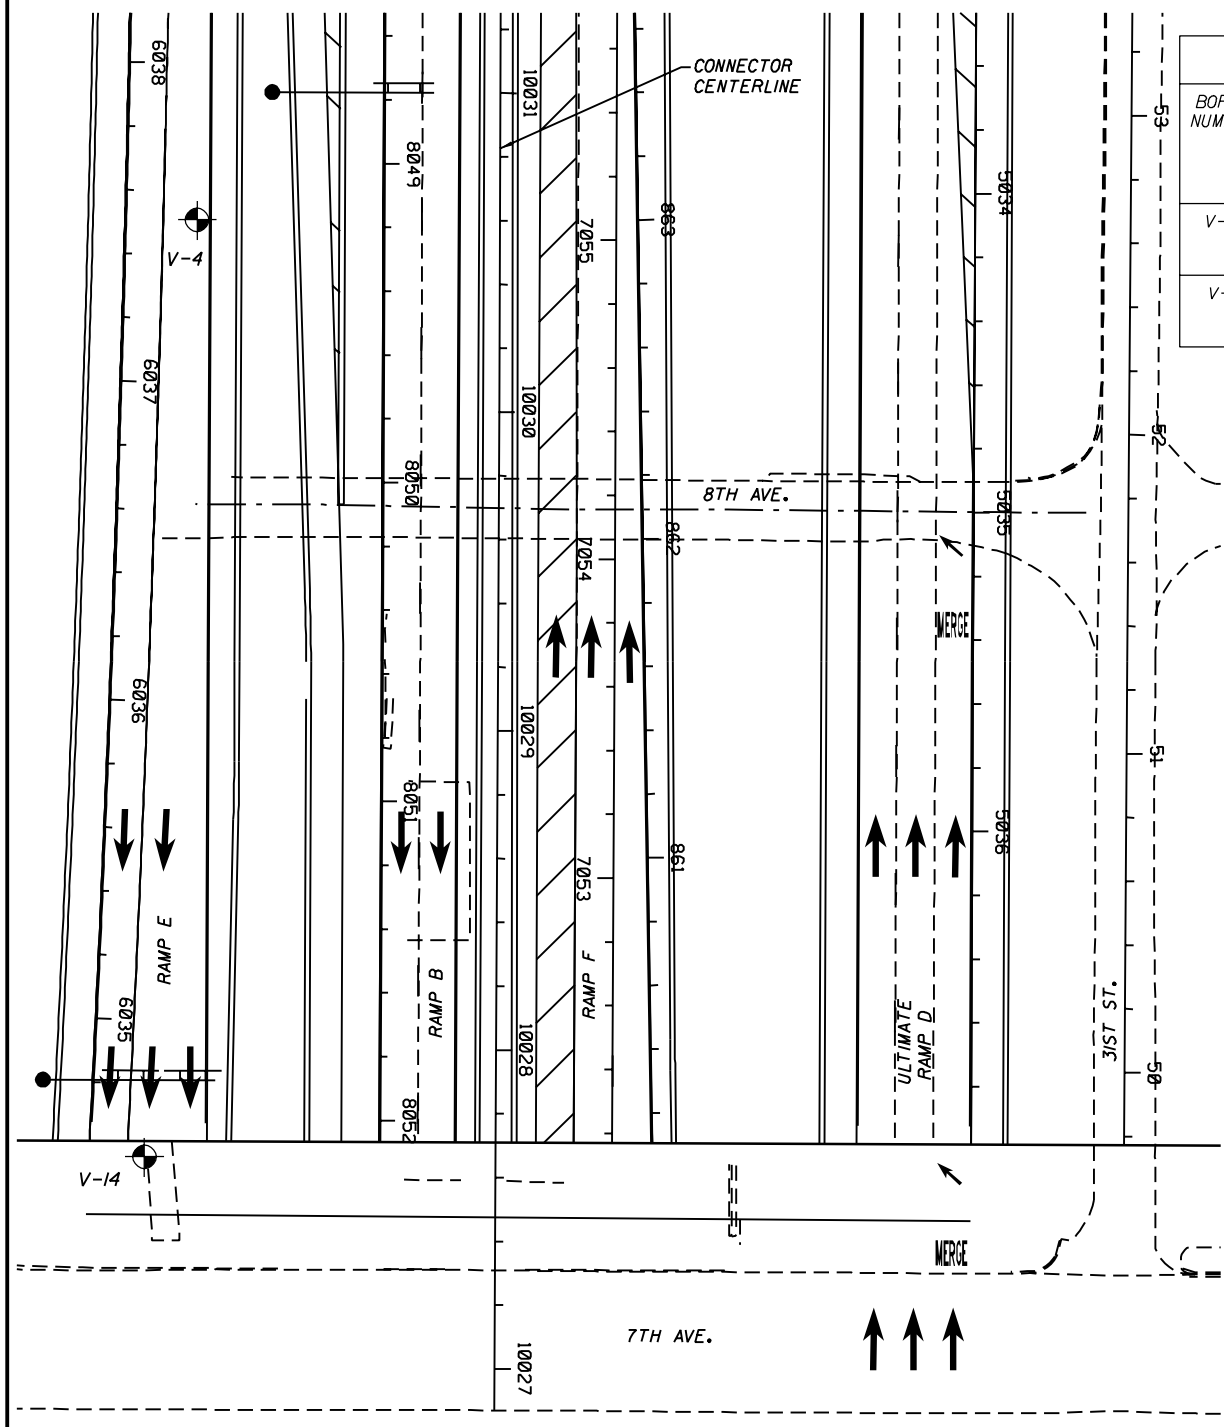 6038
10031
CONNECTOR
CENTERLINE
53
8049
5034
863
7055
V-4
6037
10030
52
8050
8TH AVE.
5035
862
7054
MERGE
6036
10029
51
8051
5036
861
7053
RAMP E
RAMP B
RAMP F
ULTIMATE
RAMP D
31ST ST.
6035
10028
50
8052
V-14
MERGE
7TH AVE.
10027